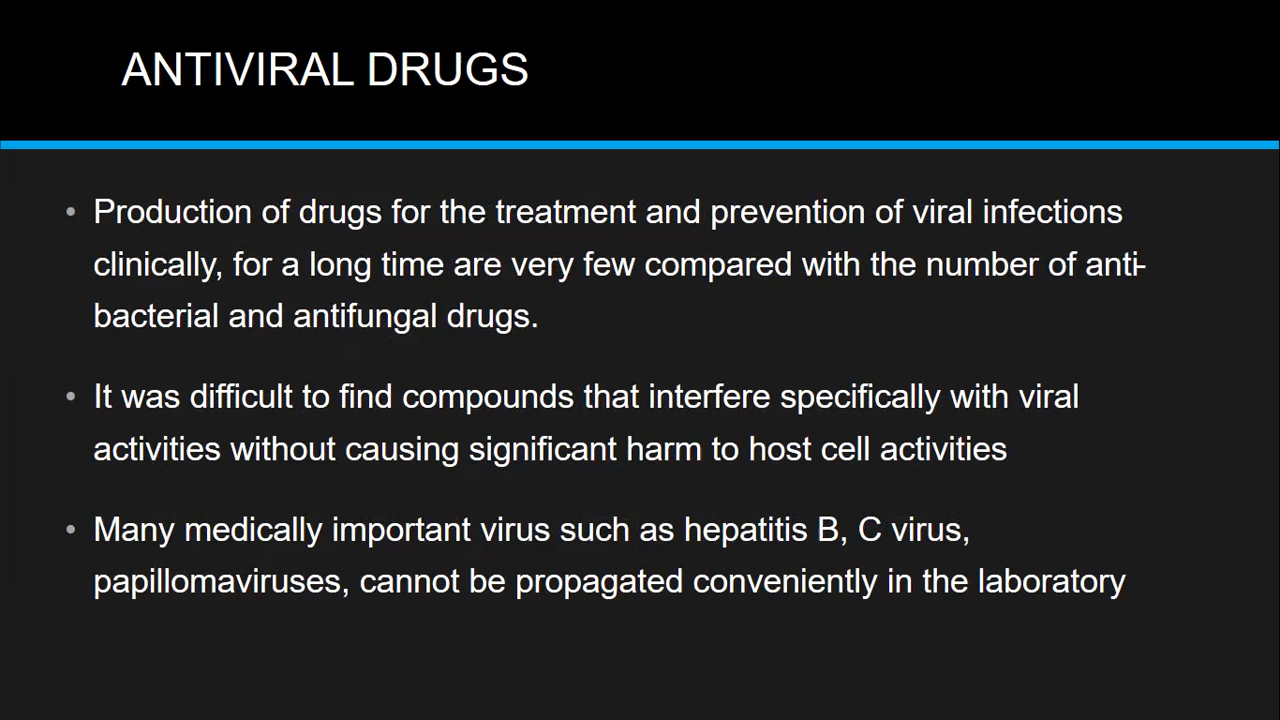 ANTIVIRAL DRUGS
• Production of drugs for the treatment and prevention of viral infections
clinically, for a long time are very few compared with the number of anti-
bacterial and antifungal drugs.
• It was difficult to find compounds that interfere specifically with viral
activities without causing significant harm to host cell activities
• Many medically important virus such as hepatitis B, C virus,
papillomaviruses, cannot be propagated conveniently in the laboratory